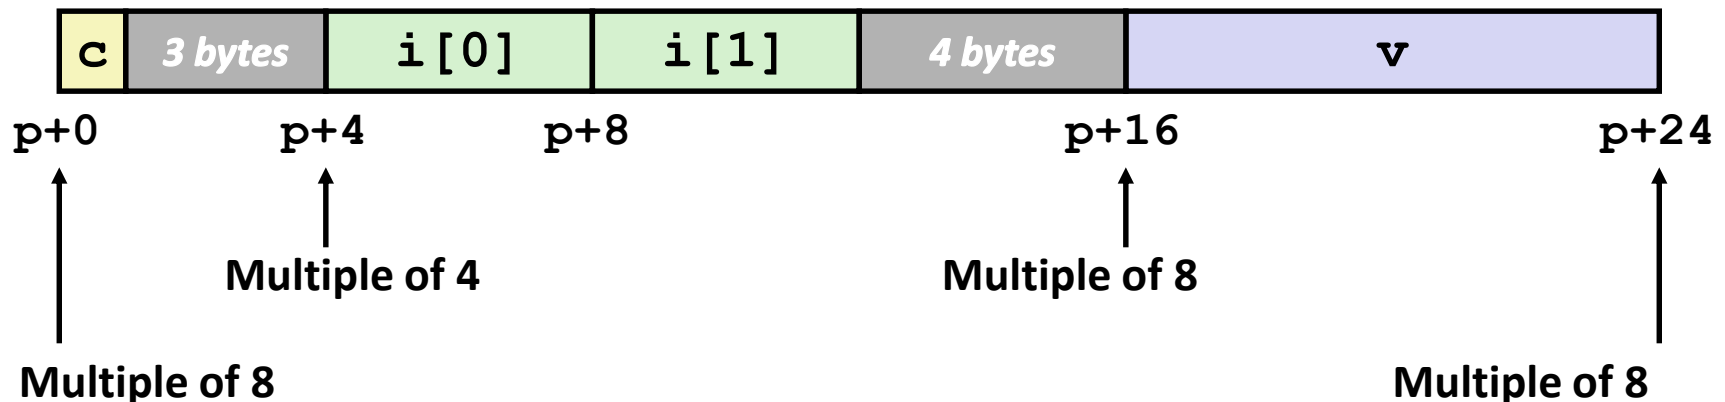 c 3 bytes i[0] i[1] 4 bytes v
p+0 p+4 p+8 p+16 p+24
Multiple of 4 Multiple of 8
Multiple of 8 Multiple of 8